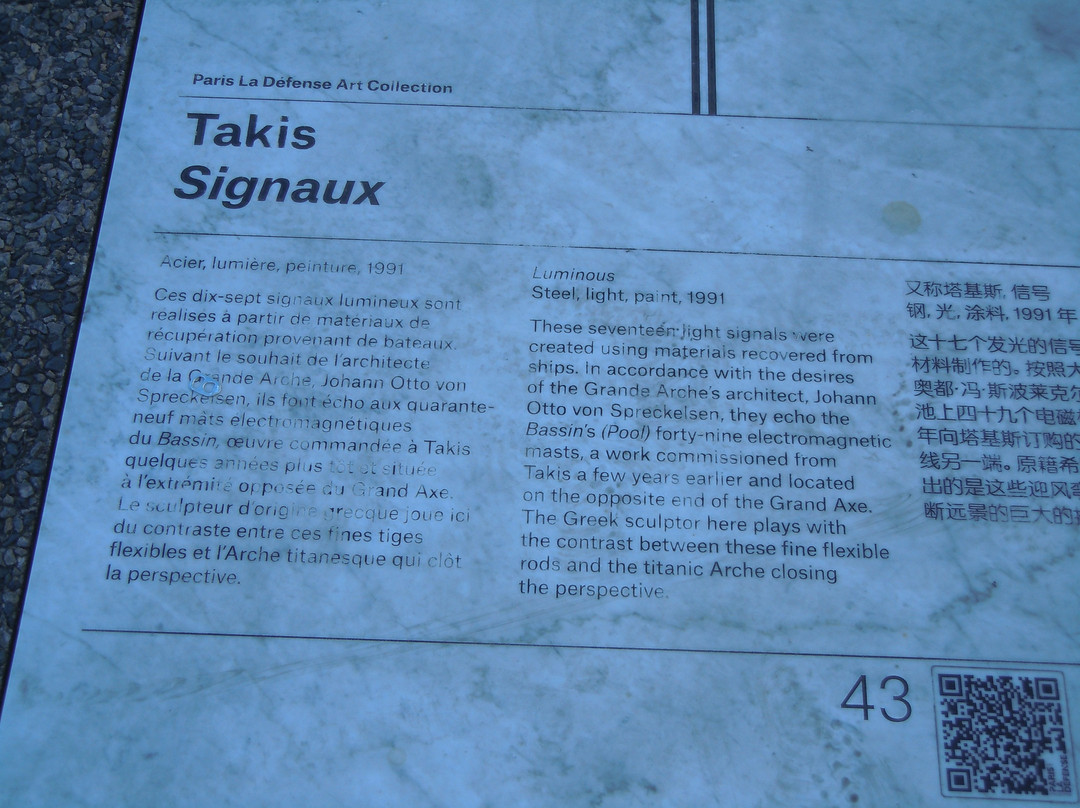 Paris La Défense Art Collection
Takis
Signaux
Acier, lumière, peinture, 1991
Ces dix-sept signaux lumineux sont
réalisés à partir de matériaux de
récupération provenant de bateaux.
Suivant le souhait de l'architecte
de la Grande Arche, Johann Otto von
Spreckelsen, ils font écho aux quarante-
neuf mâts électromagnétiques
du Bassin, œuvre commandée à Takis
quelques années plus tôt et située
à l'extrémité opposée du Grand Axe.
Le sculpteur d'origine grecque joue ici
du contraste entre ces fines tiges
flexibles et l'Arche titanesque qui clôt
la perspective.
Luminous
Steel, light, paint, 1991
These seventeen light signals were
created using materials recovered from
ships. In accordance with the desires
of the Grande Arche's architect, Johann
Otto von Spreckelsen, they echo the
Bassin's (Pool) forty-nine electromagnetic
masts, a work commissioned from
Takis a few years earlier and located
on the opposite end of the Grand Axe.
The Greek sculptor here plays with
the contrast between these fine flexible
rods and the titanic Arche closing
the perspective.
又称塔基斯, 信号
钢, 光, 涂料, 1991 年
这十七个发光的信号
材料制作的。按照大
奥都·冯·斯波莱克尔
池上四十九个电磁
年向塔基斯订购的
线另一端。原籍希
出的是这些迎风
断远景的巨大的
43